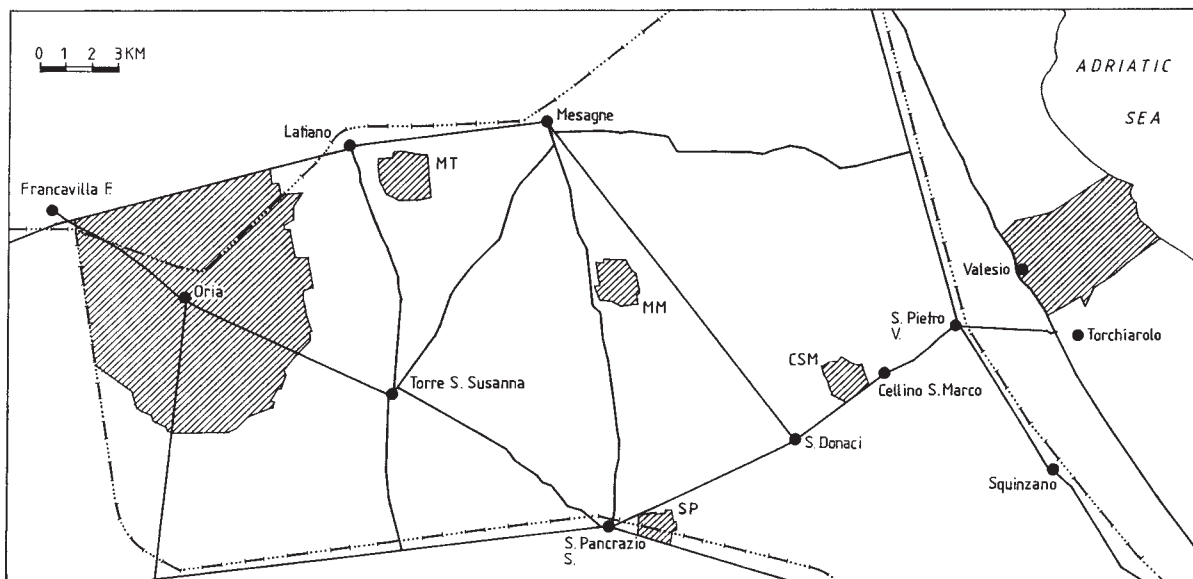 0 1 2 3KM
ADRIATIC
SEA
Mesagne
Latiano
MT
Francavilla F.
Valesio
Oria
MM
S. Pietro
V.
Torchiarolo
CSM
Torre S. Susanna
Cellino S. Marco
S. Donaci
Squinzano
SP
S. Pancrazio
S.